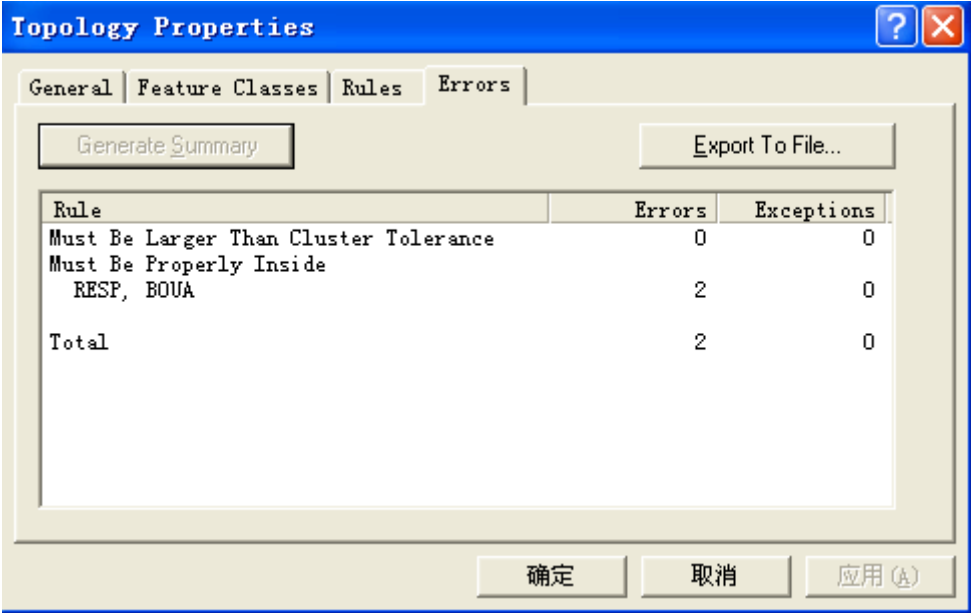 Topology Properties
General Feature Classes Rules Errors
Generate Summary Export To File...
Rule Errors Exceptions
Must Be Larger Than Cluster Tolerance 0 0
Must Be Properly Inside
RESP, BOUA 2 0
Total 2 0
确定 取消 应用(A)